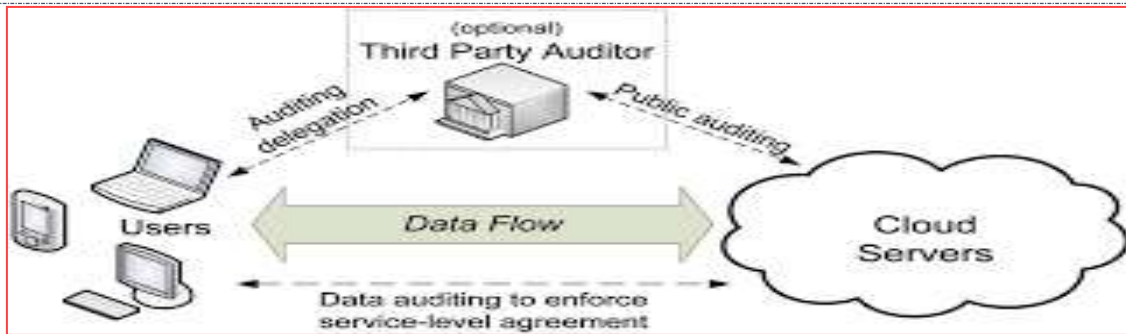 (optional)
Third Party Auditor
Auditing
delegation
Public auditing
Users
Data Flow
Cloud
Servers
Data auditing to enforce
service-level agreement